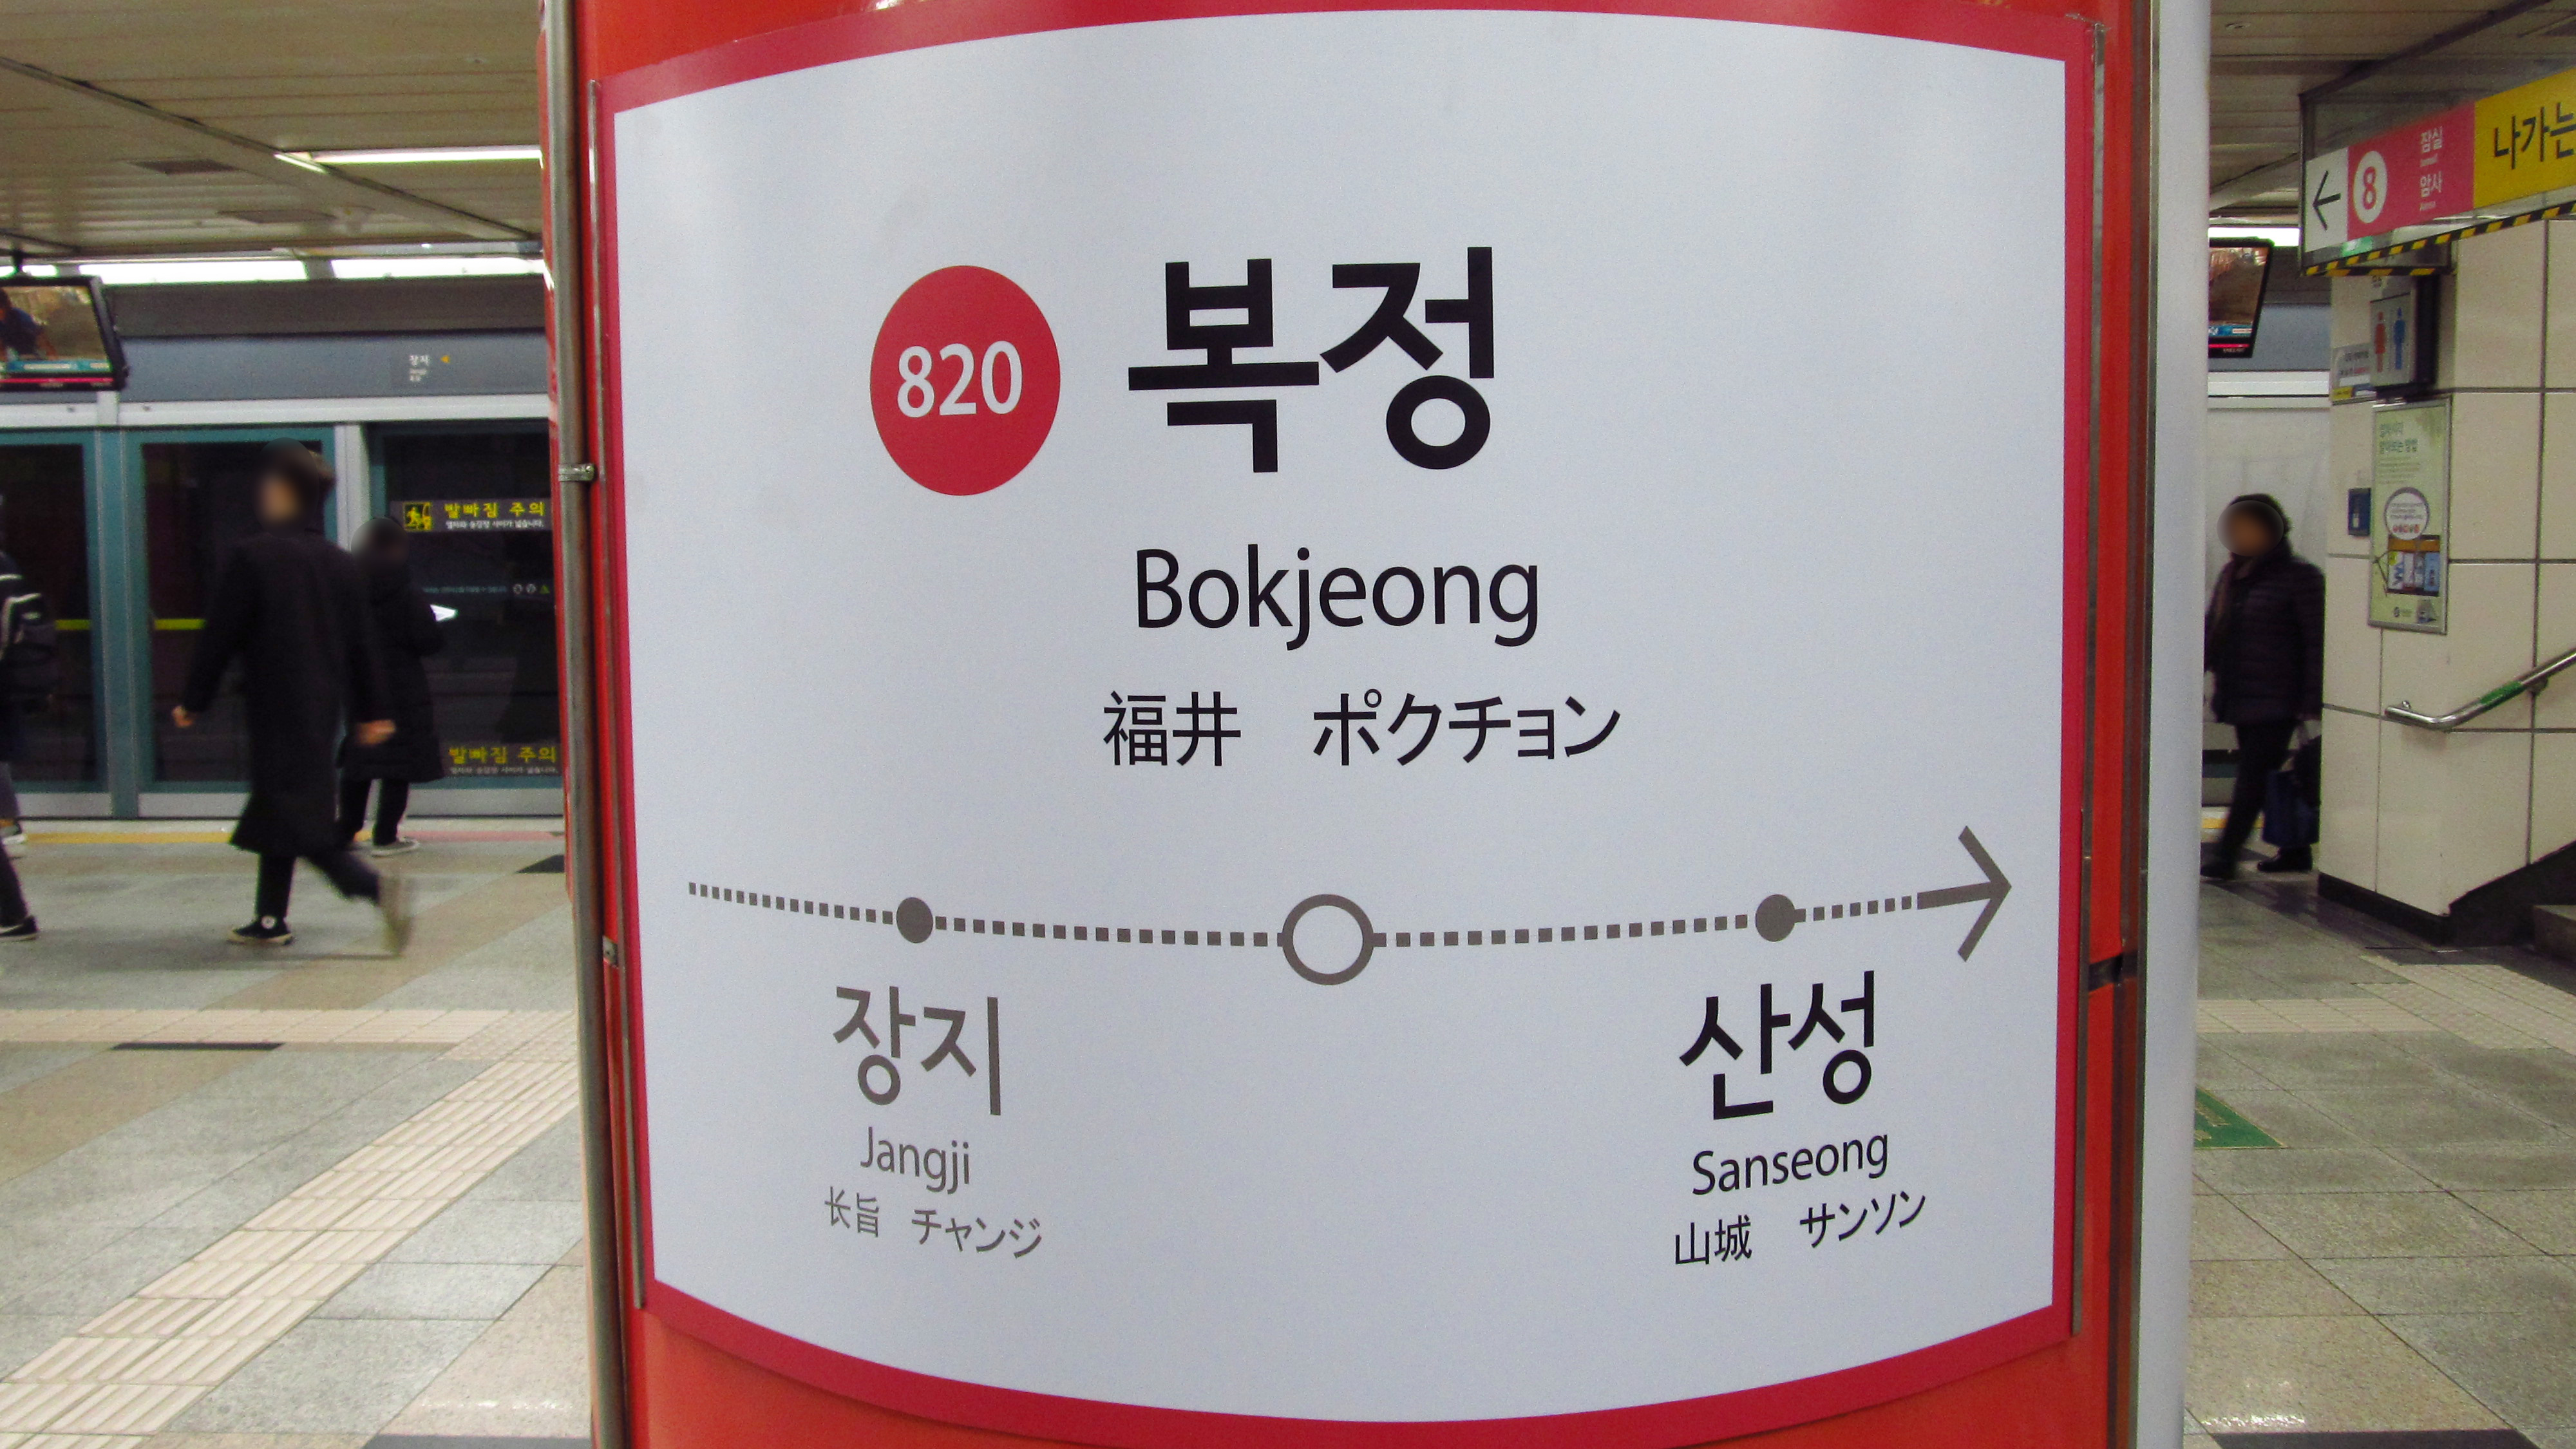 820 복정
Bokjeong
福井 ポクチョン
장지
Jangji
长旨 チャンジ
산성
Sanseong
山城 サンソン
8
잠실
암사
나가는
장지
발빠짐 주의
발빠짐 주의